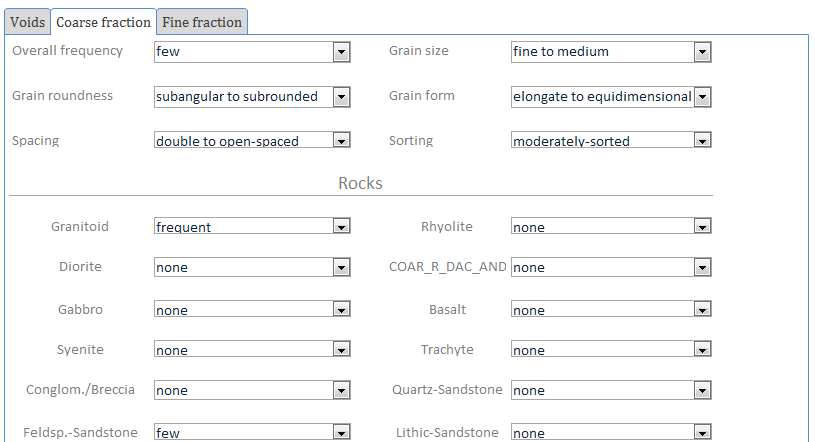 Voids Coarse fraction Fine fraction
Overall frequency few Grain size fine to medium
Grain roundness subangular to subrounded Grain form elongate to equidimensional
Spacing double to open-spaced Sorting moderately-sorted
Rocks
Granitoid frequent Rhyolite none
Diorite none COAR_R_DAC_AND none
Gabbro none Basalt none
Syenite none Trachyte none
Conglom./Breccia none Quartz-Sandstone none
Feldsp.-Sandstone few Lithic-Sandstone none